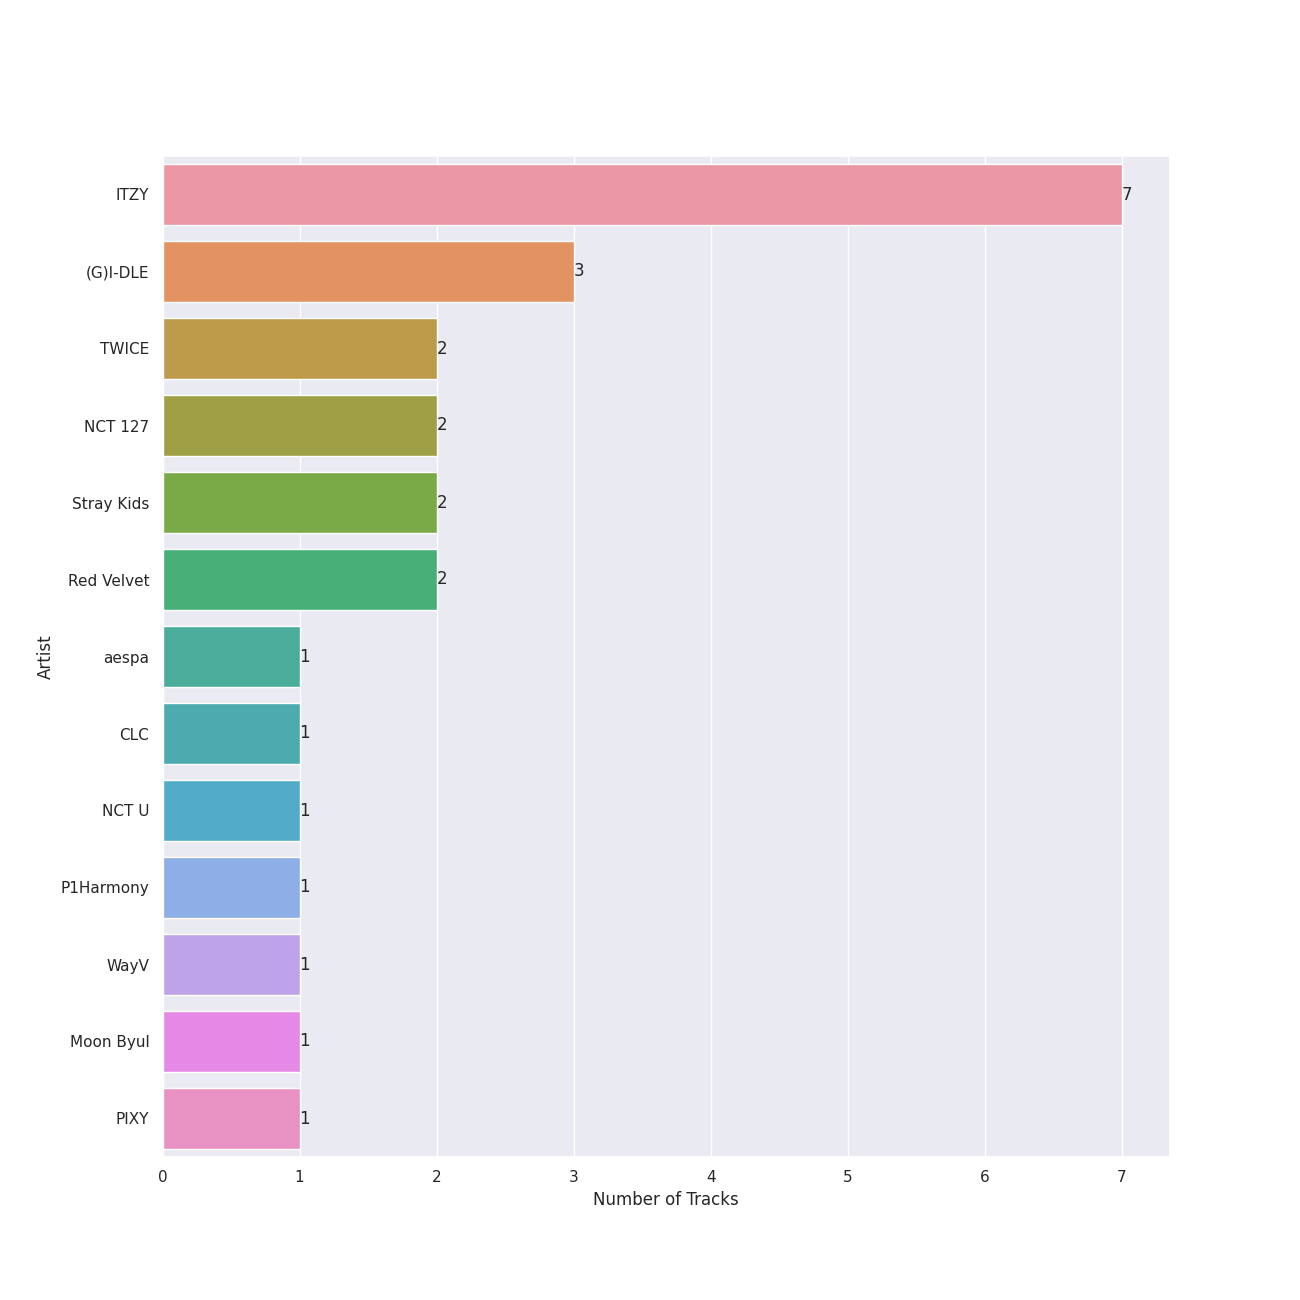 ITZY 7
(G)I-DLE 3
TWICE 2
NCT 127 2
Stray Kids 2
Red Velvet 2
aespa 1
CLC 1
NCT U 1
P1Harmony 1
WayV 1
Moon Byul 1
PIXY 1
Artist
0 1 2 3 4 5 6 7
Number of Tracks